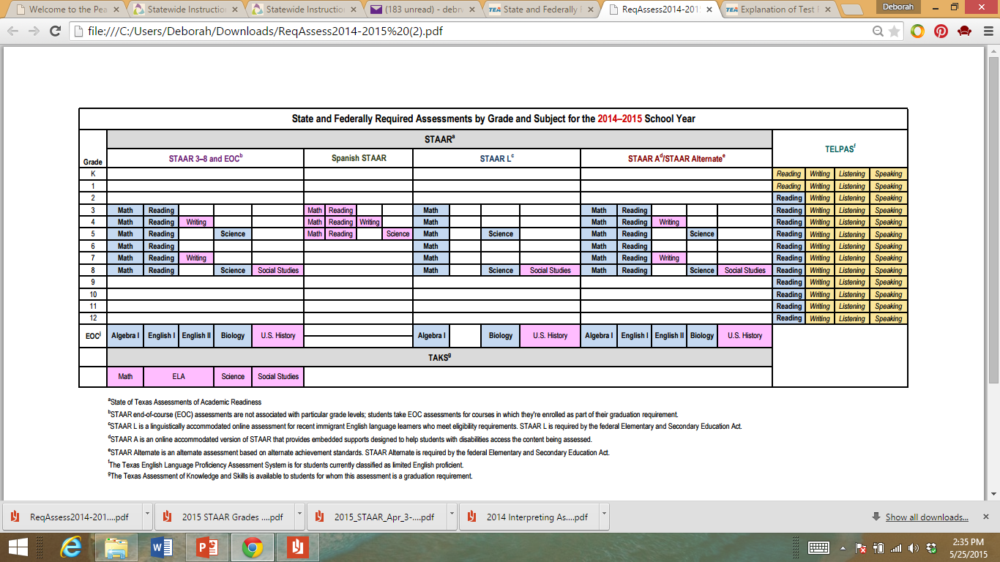 Welcome to the Pea
Statewide Instructio
Statewide Instructio
(183 unread) - debr
TEA State and Federally
ReqAssess2014-201
TEA Explanation of Test
Deborah
file:///C:/Users/Deborah/Downloads/ReqAssess2014-2015%20(2).pdf
State and Federally Required Assessments by Grade and Subject for the 2014–2015 School Year
STAARa
TELPASf
Grade STAAR 3–8 and EOCb Spanish STAAR STAAR Lc STAAR Ad/STAAR Alternatee
K Reading Writing Listening Speaking
1 Reading Writing Listening Speaking
2 Reading Writing Listening Speaking
3 Math Reading Math Reading Math Math Reading Reading Writing Listening Speaking
4 Math Reading Writing Math Reading Writing Math Math Reading Writing Reading Writing Listening Speaking
5 Math Reading Science Math Reading Science Math Science Math Reading Science Reading Writing Listening Speaking
6 Math Reading Math Math Reading Reading Writing Listening Speaking
7 Math Reading Writing Math Math Reading Writing Reading Writing Listening Speaking
8 Math Reading Science Social Studies Math Science Social Studies Math Reading Science Social Studies Reading Writing Listening Speaking
9 Reading Writing Listening Speaking
10 Reading Writing Listening Speaking
11 Reading Writing Listening Speaking
12 Reading Writing Listening Speaking
EOCj Algebra I English I English II Biology U.S. History Algebra I Biology U.S. History Algebra I English I English II Biology U.S. History
TAKSg
Math ELA Science Social Studies
aState of Texas Assessments of Academic Readiness
bSTAAR end-of-course (EOC) assessments are not associated with particular grade levels; students take EOC assessments for courses in which they're enrolled as part of their graduation requirement.
cSTAAR L is a linguistically accommodated online assessment for recent immigrant English language learners who meet eligibility requirements. STAAR L is required by the federal Elementary and Secondary Education Act.
dSTAAR A is an online accommodated version of STAAR that provides embedded supports designed to help students with disabilities access the content being assessed.
eSTAAR Alternate is an alternate assessment based on alternate achievement standards. STAAR Alternate is required by the federal Elementary and Secondary Education Act.
fThe Texas English Language Proficiency Assessment System is for students currently classified as limited English proficient.
gThe Texas Assessment of Knowledge and Skills is available to students for whom this assessment is a graduation requirement.
ReqAssess2014-201....pdf
2015 STAAR Grades ....pdf
2015_STAAR_Apr_3-....pdf
2014 Interpreting As....pdf
Show all downloads...
2:35 PM
5/25/2015